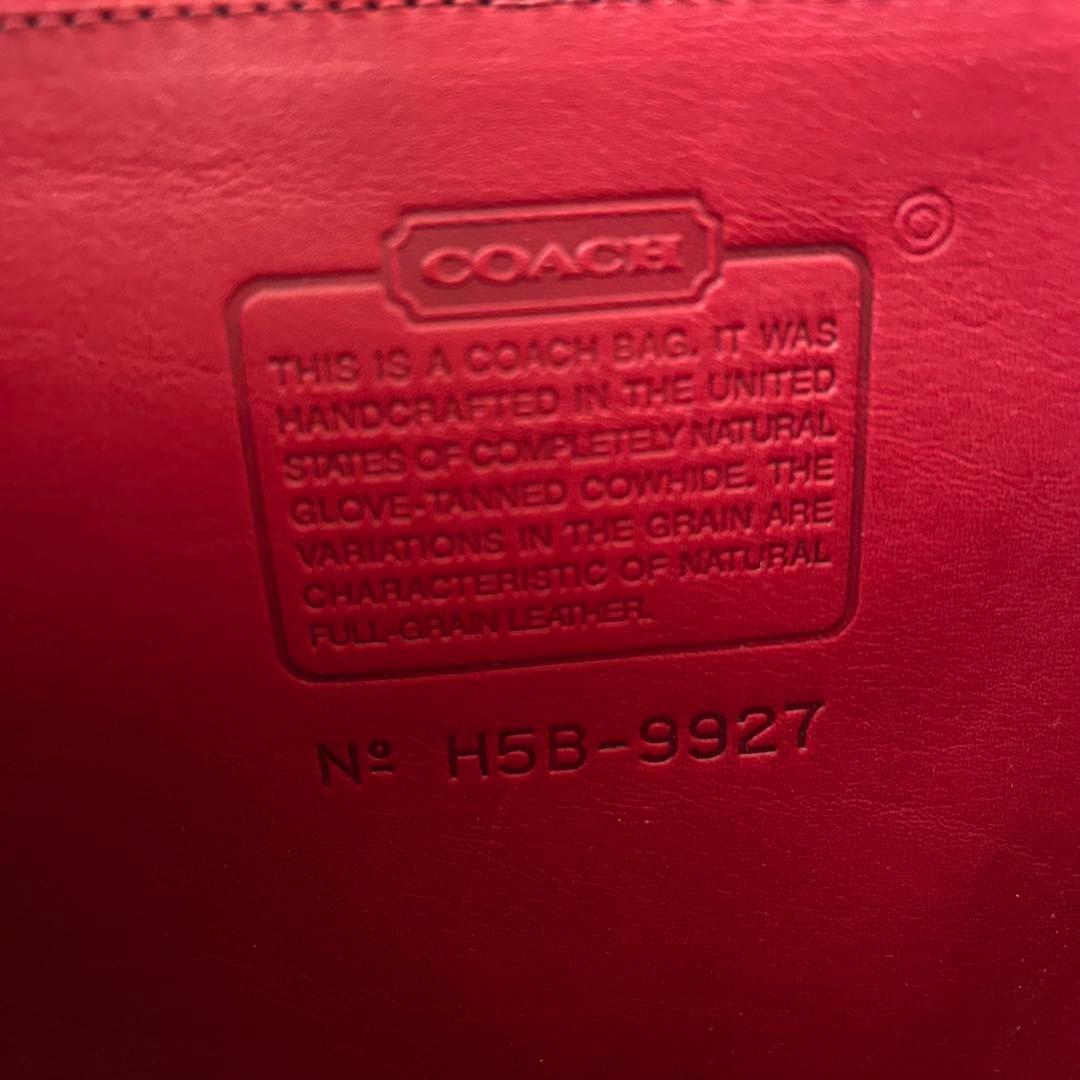 COACH
©
THIS IS A COACH BAG. IT WAS
HANDCRAFTED IN THE UNITED
STATES OF COMPLETELY NATURAL
GLOVE-TANNED COWHIDE. THE
VARIATIONS IN THE GRAIN ARE
CHARACTERISTIC OF NATURAL
FULL-GRAIN LEATHER.
Nº H5B-9927